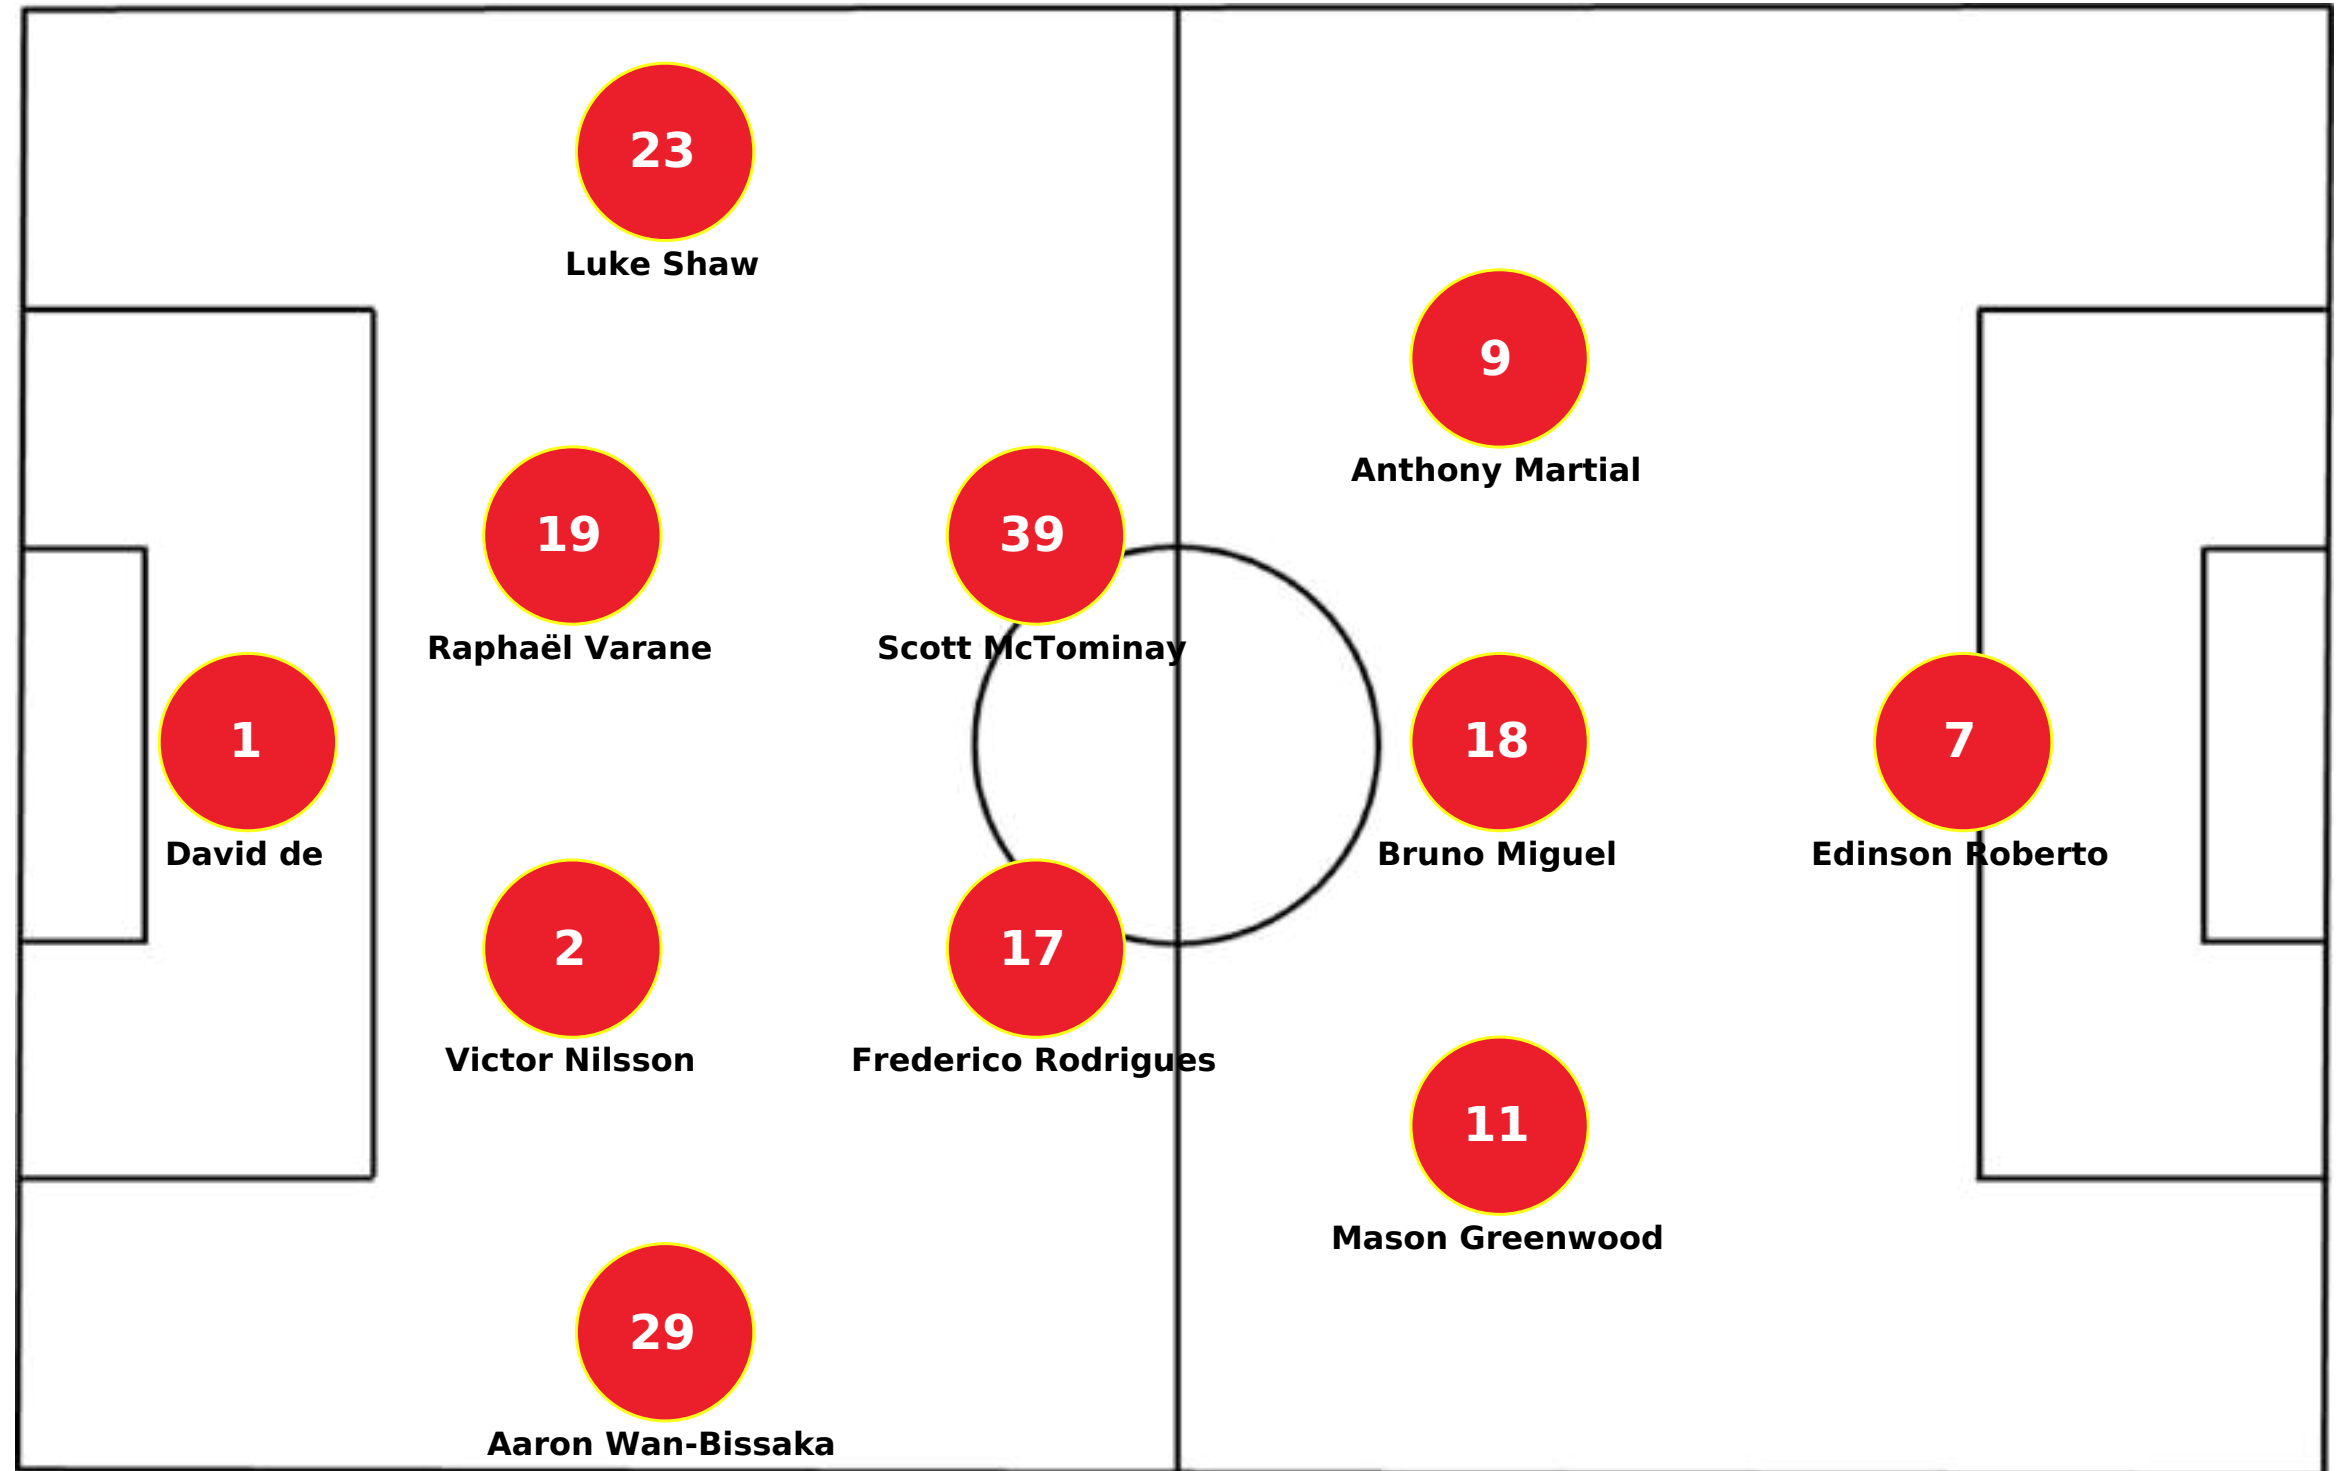 23
Luke Shaw
9
Anthony Martial
19
Raphaël Varane
39
Scott McTominay
1
David de
18
Bruno Miguel
7
Edinson Roberto
2
Victor Nilsson
17
Frederico Rodrigues
11
Mason Greenwood
29
Aaron Wan-Bissaka